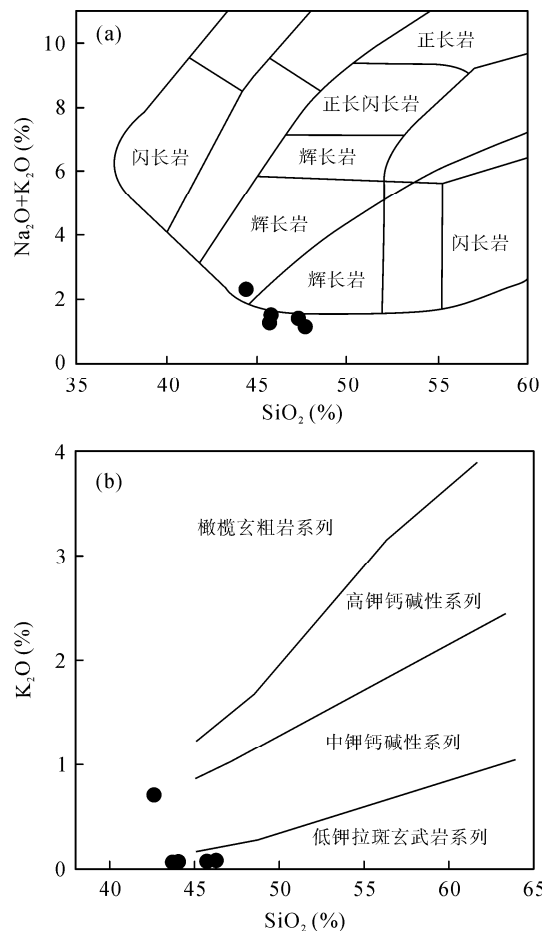 (a)
Na₂O+K₂O (%)
10
8
6
4
2
0
正长岩
正长闪长岩
闪长岩
辉长岩
辉长岩
闪长岩
辉长岩
35 40 45 50 55 60
SiO₂ (%)
(b)
K₂O (%)
4
3
2
1
0
橄榄玄粗岩系列
高钾钙碱性系列
中钾钙碱性系列
低钾拉斑玄武岩系列
40 45 50 55 60 65
SiO₂ (%)